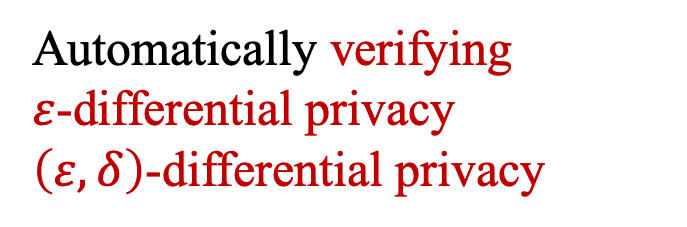 Automatically verifying
ε-differential privacy
(ε, δ)-differential privacy